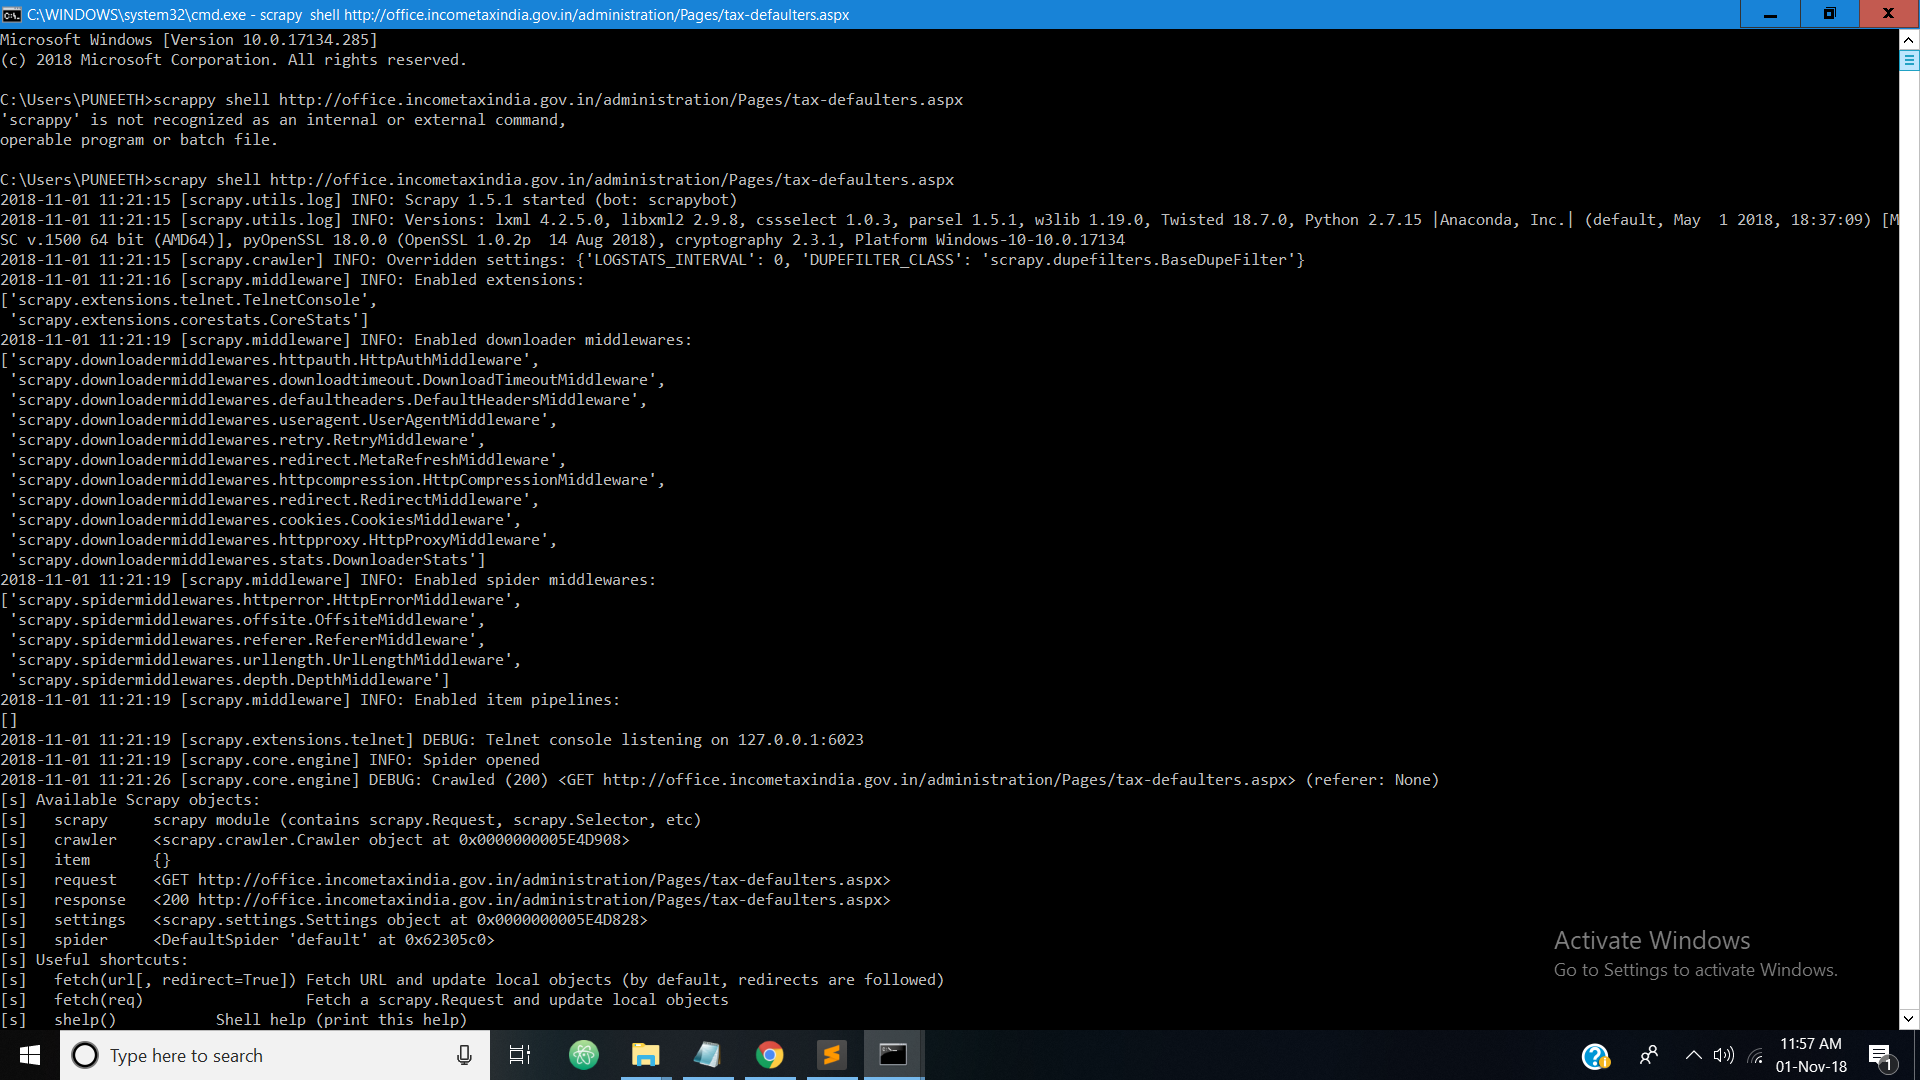 C:\WINDOWS\system32\cmd.exe - scrapy  shell http://office.incometaxindia.gov.in/administration/Pages/tax-defaulters.aspx
Microsoft Windows [Version 10.0.17134.285]
(c) 2018 Microsoft Corporation. All rights reserved.
C:\Users\PUNEETH>scrappy shell http://office.incometaxindia.gov.in/administration/Pages/tax-defaulters.aspx
'scrappy' is not recognized as an internal or external command,
operable program or batch file.
C:\Users\PUNEETH>scrapy shell http://office.incometaxindia.gov.in/administration/Pages/tax-defaulters.aspx
2018-11-01 11:21:15 [scrapy.utils.log] INFO: Scrapy 1.5.1 started (bot: scrapybot)
2018-11-01 11:21:15 [scrapy.utils.log] INFO: Versions: lxml 4.2.5.0, libxml2 2.9.8, cssselect 1.0.3, parsel 1.5.1, w3lib 1.19.0, Twisted 18.7.0, Python 2.7.15 |Anaconda, Inc.| (default, May  1 2018, 18:37:09) [M
SC v.1500 64 bit (AMD64)], pyOpenSSL 18.0.0 (OpenSSL 1.0.2p  14 Aug 2018), cryptography 2.3.1, Platform Windows-10-10.0.17134
2018-11-01 11:21:15 [scrapy.crawler] INFO: Overridden settings: {'LOGSTATS_INTERVAL': 0, 'DUPEFILTER_CLASS': 'scrapy.dupefilters.BaseDupeFilter'}
2018-11-01 11:21:16 [scrapy.middleware] INFO: Enabled extensions:
['scrapy.extensions.telnet.TelnetConsole',
 'scrapy.extensions.corestats.CoreStats']
2018-11-01 11:21:19 [scrapy.middleware] INFO: Enabled downloader middlewares:
['scrapy.downloadermiddlewares.httpauth.HttpAuthMiddleware',
 'scrapy.downloadermiddlewares.downloadtimeout.DownloadTimeoutMiddleware',
 'scrapy.downloadermiddlewares.defaultheaders.DefaultHeadersMiddleware',
 'scrapy.downloadermiddlewares.useragent.UserAgentMiddleware',
 'scrapy.downloadermiddlewares.retry.RetryMiddleware',
 'scrapy.downloadermiddlewares.redirect.MetaRefreshMiddleware',
 'scrapy.downloadermiddlewares.httpcompression.HttpCompressionMiddleware',
 'scrapy.downloadermiddlewares.redirect.RedirectMiddleware',
 'scrapy.downloadermiddlewares.cookies.CookiesMiddleware',
 'scrapy.downloadermiddlewares.httpproxy.HttpProxyMiddleware',
 'scrapy.downloadermiddlewares.stats.DownloaderStats']
2018-11-01 11:21:19 [scrapy.middleware] INFO: Enabled spider middlewares:
['scrapy.spidermiddlewares.httperror.HttpErrorMiddleware',
 'scrapy.spidermiddlewares.offsite.OffsiteMiddleware',
 'scrapy.spidermiddlewares.referer.RefererMiddleware',
 'scrapy.spidermiddlewares.urllength.UrlLengthMiddleware',
 'scrapy.spidermiddlewares.depth.DepthMiddleware']
2018-11-01 11:21:19 [scrapy.middleware] INFO: Enabled item pipelines:
[]
2018-11-01 11:21:19 [scrapy.extensions.telnet] DEBUG: Telnet console listening on 127.0.0.1:6023
2018-11-01 11:21:19 [scrapy.core.engine] INFO: Spider opened
2018-11-01 11:21:26 [scrapy.core.engine] DEBUG: Crawled (200) <GET http://office.incometaxindia.gov.in/administration/Pages/tax-defaulters.aspx> (referer: None)
[s] Available Scrapy objects:
[s]   scrapy     scrapy module (contains scrapy.Request, scrapy.Selector, etc)
[s]   crawler    <scrapy.crawler.Crawler object at 0x0000000005E4D908>
[s]   item       {}
[s]   request    <GET http://office.incometaxindia.gov.in/administration/Pages/tax-defaulters.aspx>
[s]   response   <200 http://office.incometaxindia.gov.in/administration/Pages/tax-defaulters.aspx>
[s]   settings   <scrapy.settings.Settings object at 0x0000000005E4D828>
[s]   spider     <DefaultSpider 'default' at 0x62305c0>
[s] Useful shortcuts:
[s]   fetch(url[, redirect=True]) Fetch URL and update local objects (by default, redirects are followed)
[s]   fetch(req)                  Fetch a scrapy.Request and update local objects
[s]   shelp()           Shell help (print this help)
Activate Windows
Go to Settings to activate Windows.
Type here to search
11:57 AM
01-Nov-18
1